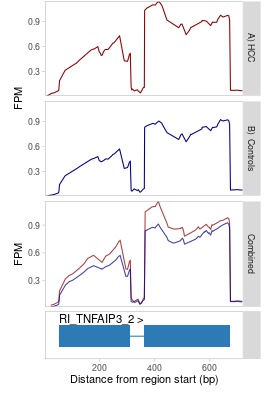 0.9
0.6
0.3
A) HCC
FPM
0.9
0.6
0.3
B) Controls
FPM
0.9
0.6
0.3
Combined
RI_TNFAIP3_2 >
200
400
600
Distance from region start (bp)